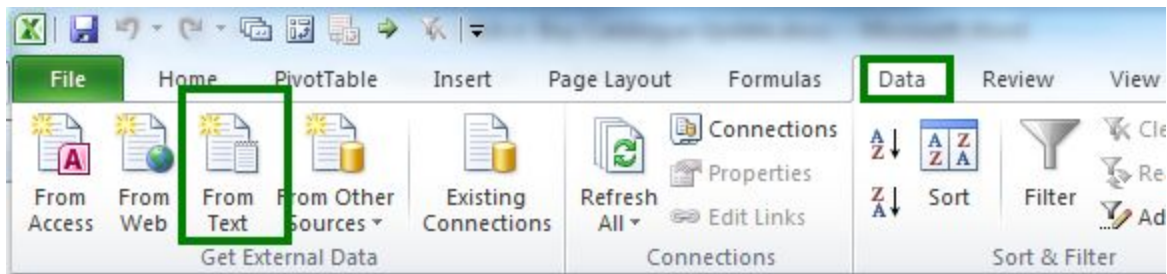 File Home PivotTable Insert Page Layout Formulas Data Review View
Connections
Properties
Edit Links
From Access
From Web
From Text
From Other Sources
Existing Connections
Refresh All
Sort
Filter
Get External Data
Connections
Sort & Filter